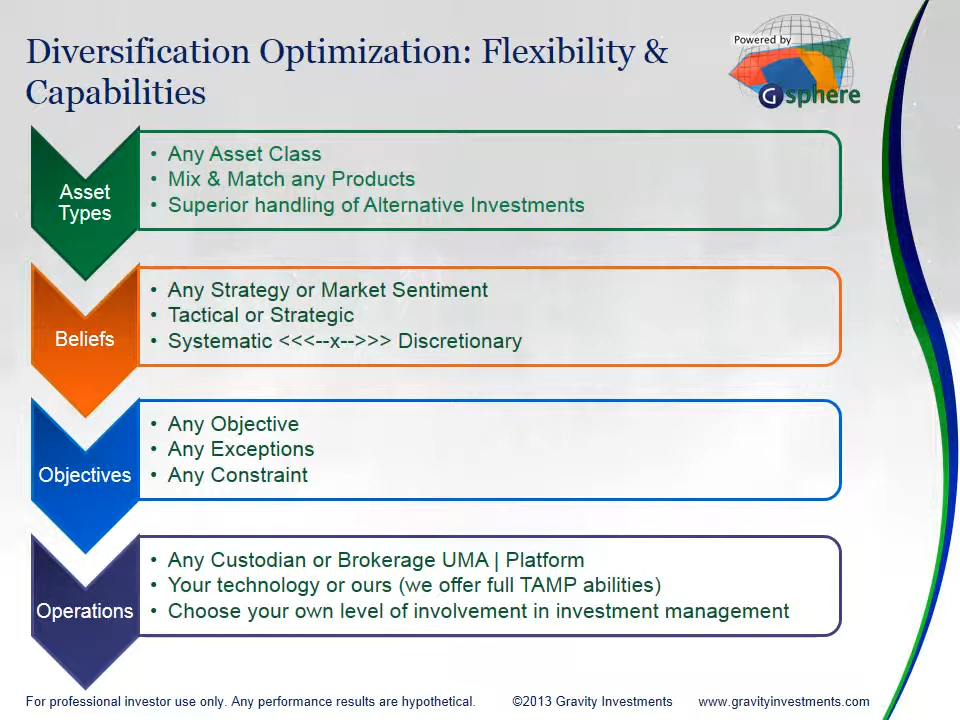 Diversification Optimization: Flexibility &
Capabilities
Powered by
G sphere
Asset
Types
• Any Asset Class
• Mix & Match any Products
• Superior handling of Alternative Investments
Beliefs
• Any Strategy or Market Sentiment
• Tactical or Strategic
• Systematic <<<--x-->>> Discretionary
Objectives
• Any Objective
• Any Exceptions
• Any Constraint
Operations
• Any Custodian or Brokerage UMA | Platform
• Your technology or ours (we offer full TAMP abilities)
• Choose your own level of involvement in investment management
For professional investor use only. Any performance results are hypothetical. ©2013 Gravity Investments www.gravityinvestments.com